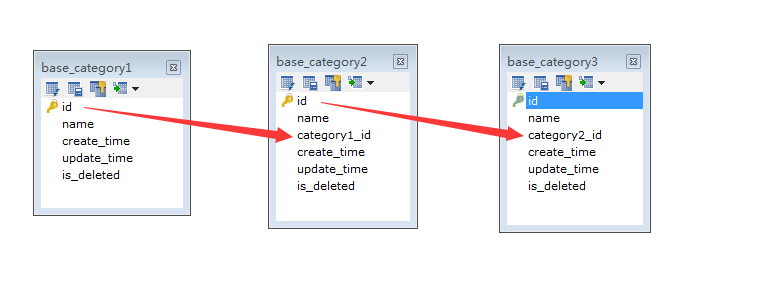 base_category1
id
name
create_time
update_time
is_deleted
base_category2
id
name
category1_id
create_time
update_time
is_deleted
base_category3
id
name
category2_id
create_time
update_time
is_deleted